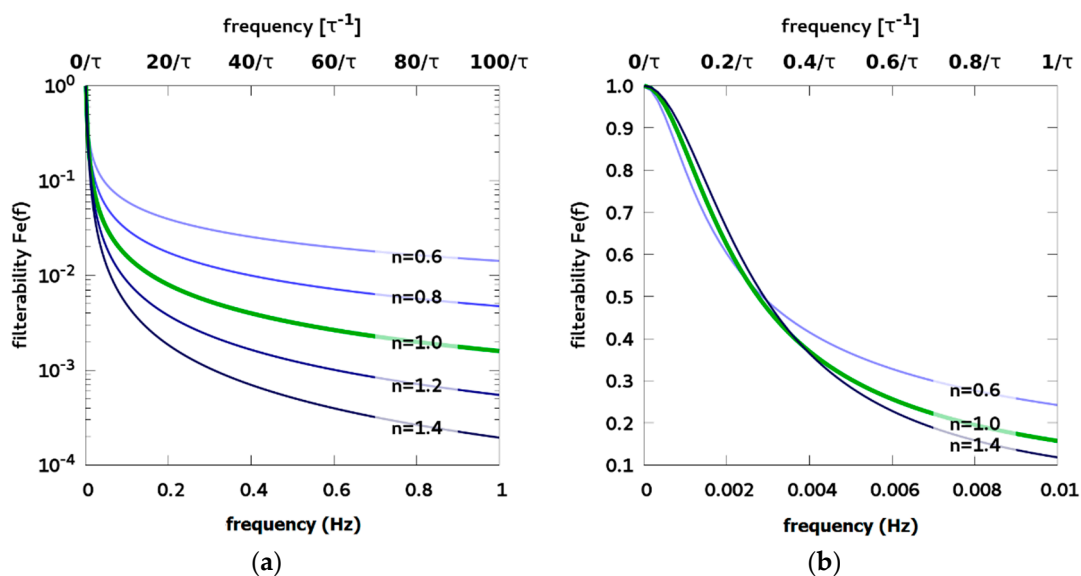 frequency [τ⁻¹]
0/τ 20/τ 40/τ 60/τ 80/τ 100/τ
filterability Fe(f)
10⁰
10⁻¹
10⁻²
10⁻³
10⁻⁴
n=0.6
n=0.8
n=1.0
n=1.2
n=1.4
0 0.2 0.4 0.6 0.8 1
frequency (Hz)
(a)
frequency [τ⁻¹]
0/τ 0.2/τ 0.4/τ 0.6/τ 0.8/τ 1/τ
filterability Fe(f)
1.0
0.9
0.8
0.7
0.6
0.5
0.4
0.3
0.2
0.1
n=0.6
n=1.0
n=1.4
0 0.002 0.004 0.006 0.008 0.01
frequency (Hz)
(b)